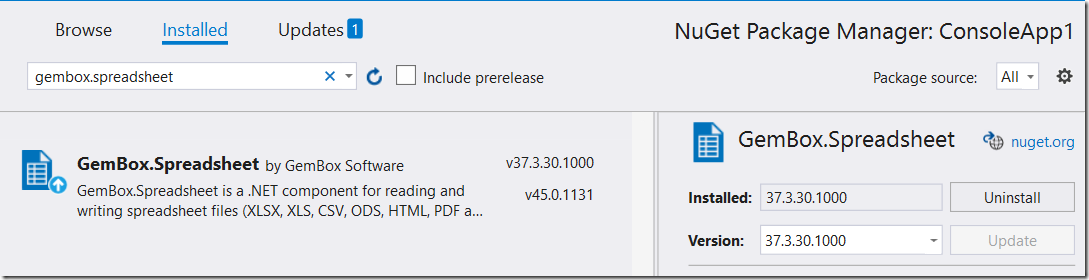 Browse Installed Updates 1 NuGet Package Manager: ConsoleApp1
gembox.spreadsheet Include prerelease Package source: All
GemBox.Spreadsheet by GemBox Software v37.3.30.1000
GemBox.Spreadsheet is a .NET component for reading and v45.0.1131
writing spreadsheet files (XLSX, XLS, CSV, ODS, HTML, PDF a...
GemBox.Spreadsheet nuget.org
Installed: 37.3.30.1000 Uninstall
Version: 37.3.30.1000 Update